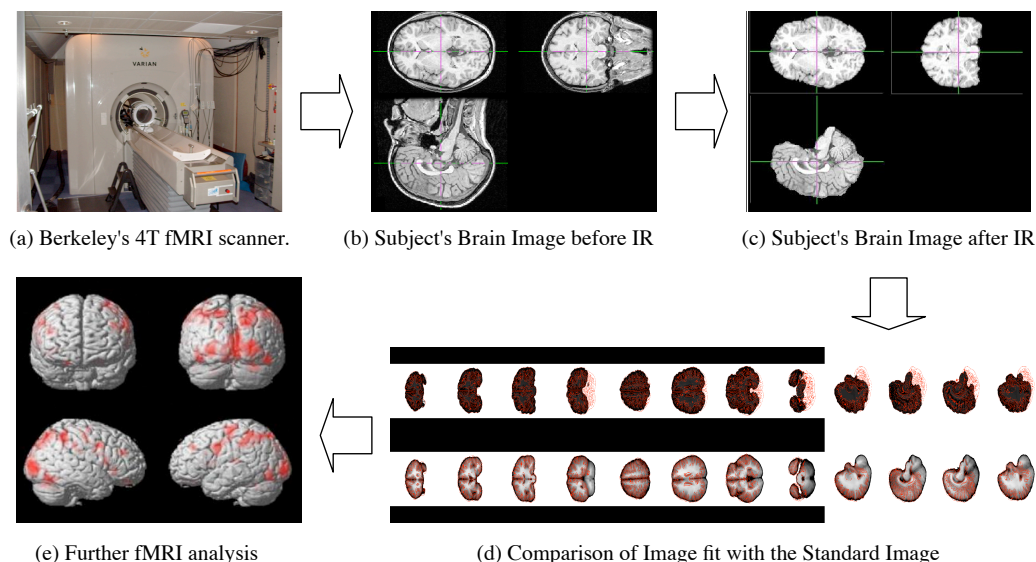 VARIAN
(a) Berkeley's 4T fMRI scanner.
(b) Subject's Brain Image before IR
(c) Subject's Brain Image after IR
(e) Further fMRI analysis
(d) Comparison of Image fit with the Standard Image